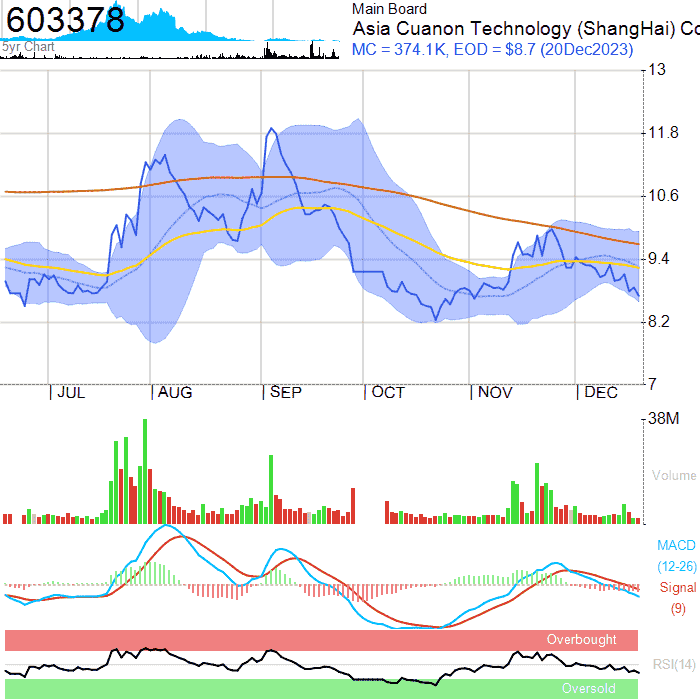 603378
5yr Chart
Main Board
Asia Cuanon Technology (ShangHai) Co
MC = 374.1K, EOD = $8.7 (20Dec2023)
13
11.8
10.6
9.4
8.2
7
JUL
AUG
SEP
OCT
NOV
DEC
38M
Volume
MACD
(12-26)
Signal
(9)
Overbought
RSI(14)
Oversold